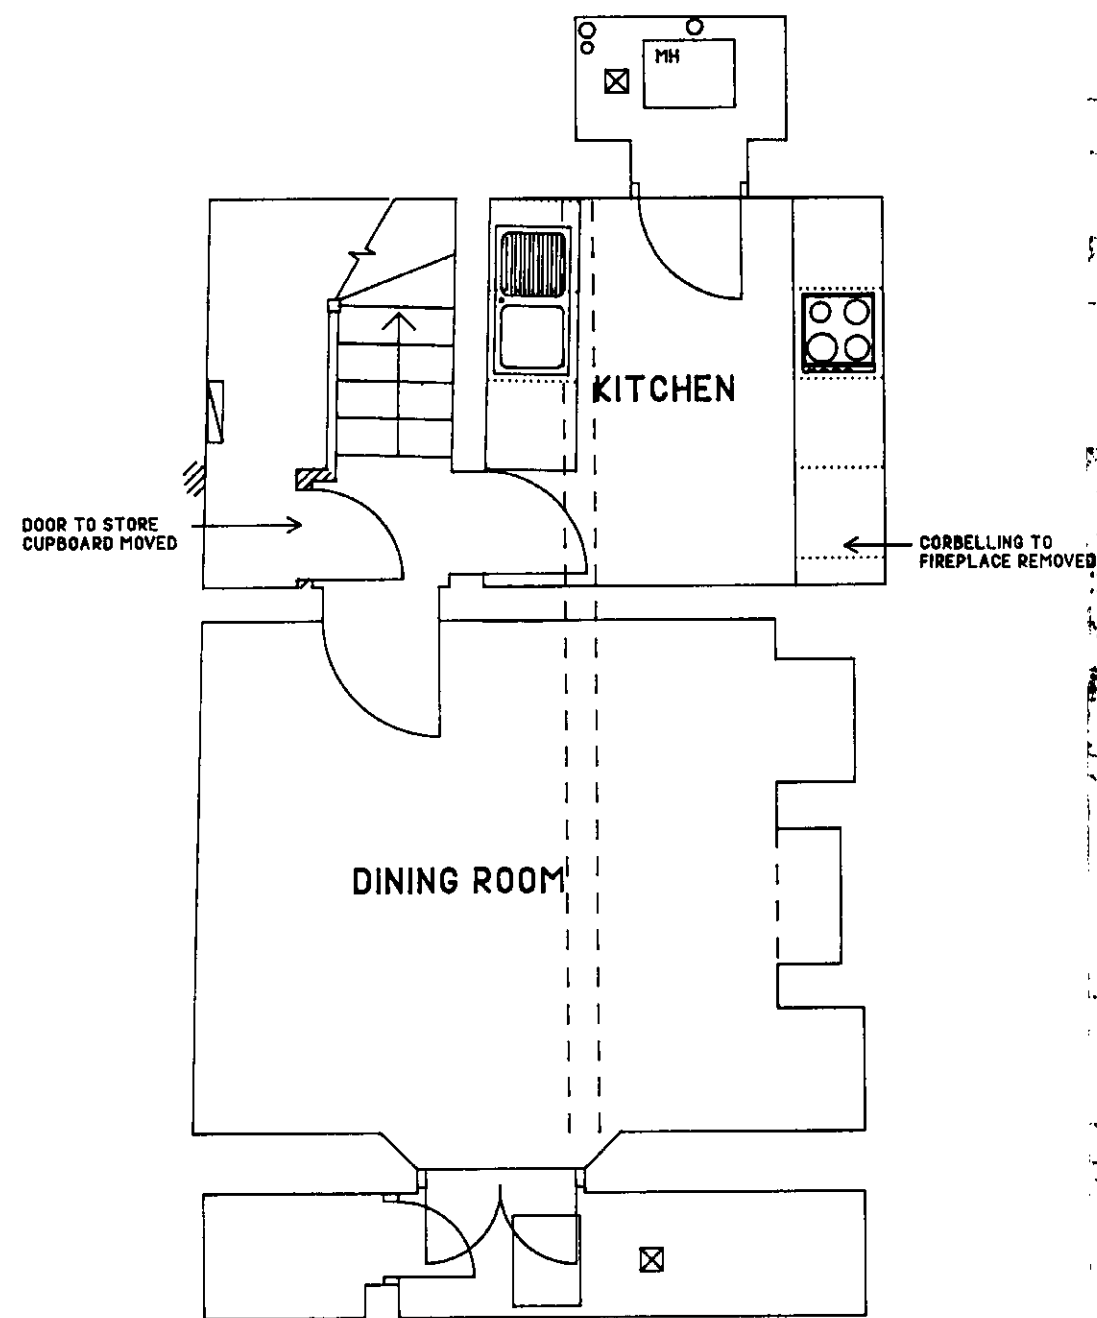 MH
KITCHEN
DOOR TO STORE
CUPBOARD MOVED
CORBELLING TO
FIREPLACE REMOVED
DINING ROOM